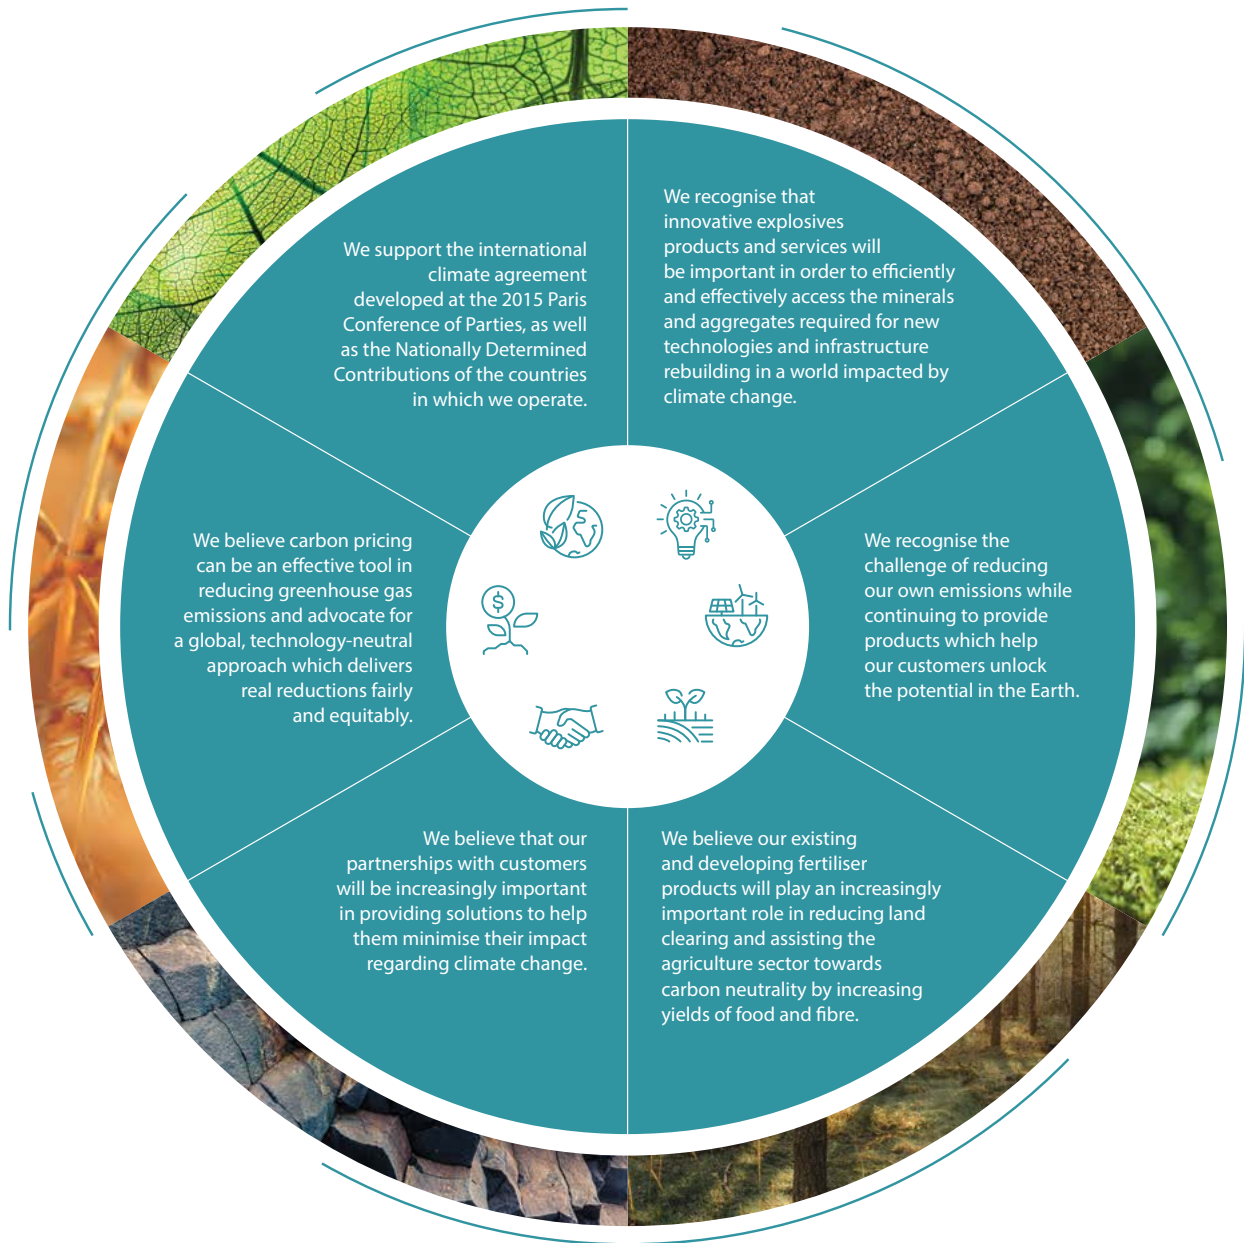 We support the international
climate agreement
developed at the 2015 Paris
Conference of Parties, as well
as the Nationally Determined
Contributions of the countries
in which we operate.
We recognise that
innovative explosives
products and services will
be important in order to efficiently
and effectively access the minerals
and aggregates required for new
technologies and infrastructure
rebuilding in a world impacted by
climate change.
We believe carbon pricing
can be an effective tool in
reducing greenhouse gas
emissions and advocate for
a global, technology-neutral
approach which delivers
real reductions fairly
and equitably.
$
We recognise the
challenge of reducing
our own emissions while
continuing to provide
products which help
our customers unlock
the potential in the Earth.
We believe that our
partnerships with customers
will be increasingly important
in providing solutions to help
them minimise their impact
regarding climate change.
We believe our existing
and developing fertiliser
products will play an increasingly
important role in reducing land
clearing and assisting the
agriculture sector towards
carbon neutrality by increasing
yields of food and fibre.